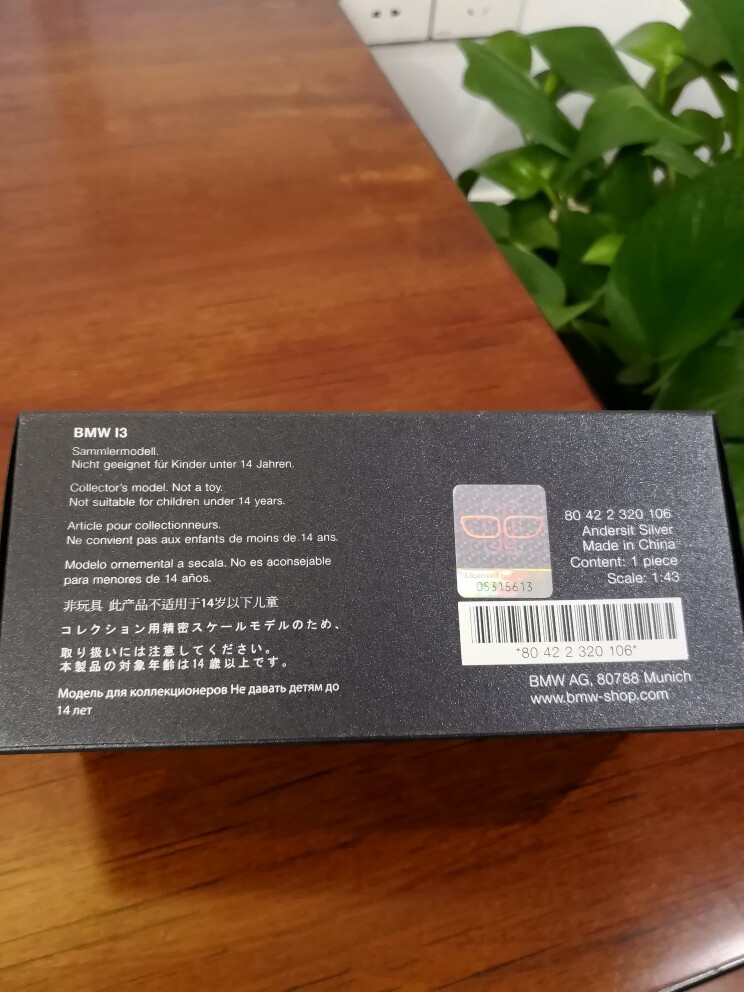 BMW I3
Sammlermodell.
Nicht geeignet für Kinder unter 14 Jahren.
Collector's model. Not a toy.
Not suitable for children under 14 years.
Article pour collectionneurs.
Ne convient pas aux enfants de moins de 14 ans.
Modelo ornemental a secala. No es aconsejable
para menores de 14 años.
非玩具 此产品不适用于14岁以下儿童
コレクション用精密スケールモデルのため、
取り扱いには注意してください。
本製品の対象年齢は14歳以上です。
Модель для коллекционеров Не давать детям до
14 лет
Licensed
05315613
80 42 2 320 106
Andersit Silver
Made in China
Content: 1 piece
Scale: 1:43
*80 42 2 320 106*
BMW AG, 80788 Munich
www.bmw-shop.com